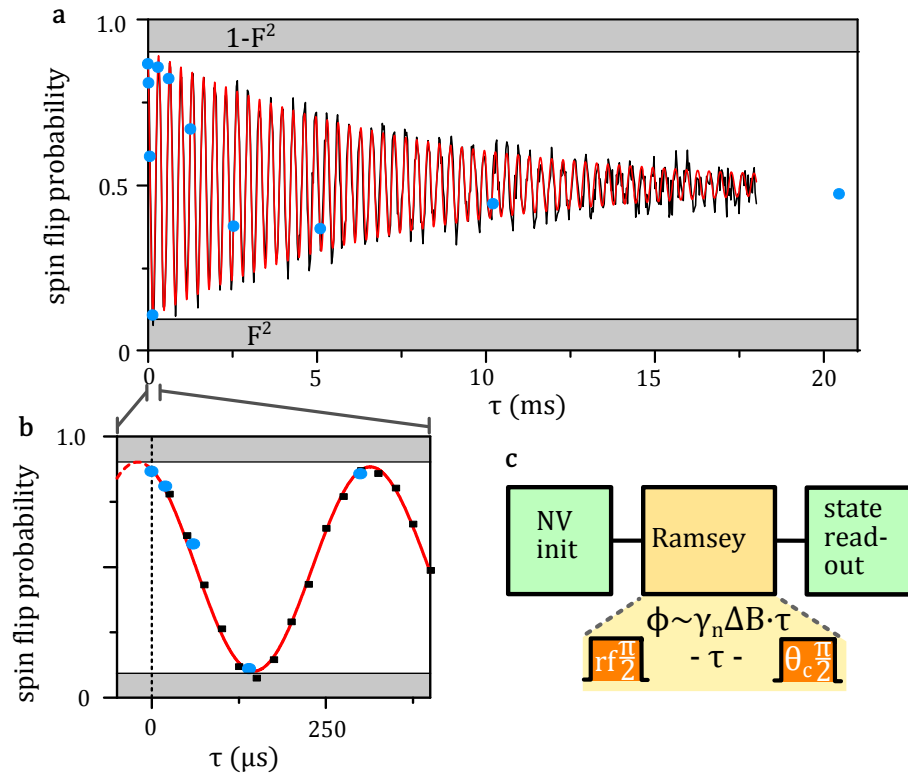 a
1.0
0.5
0
spin flip probability
1-F²
F²
0
5
10
15
20
τ (ms)
b
1.0
0
spin flip probability
0
250
τ (μs)
c
NV
init
Ramsey
state
read-
out
ϕ~γₙΔB·τ
rf π/2
- τ -
θ_c π/2